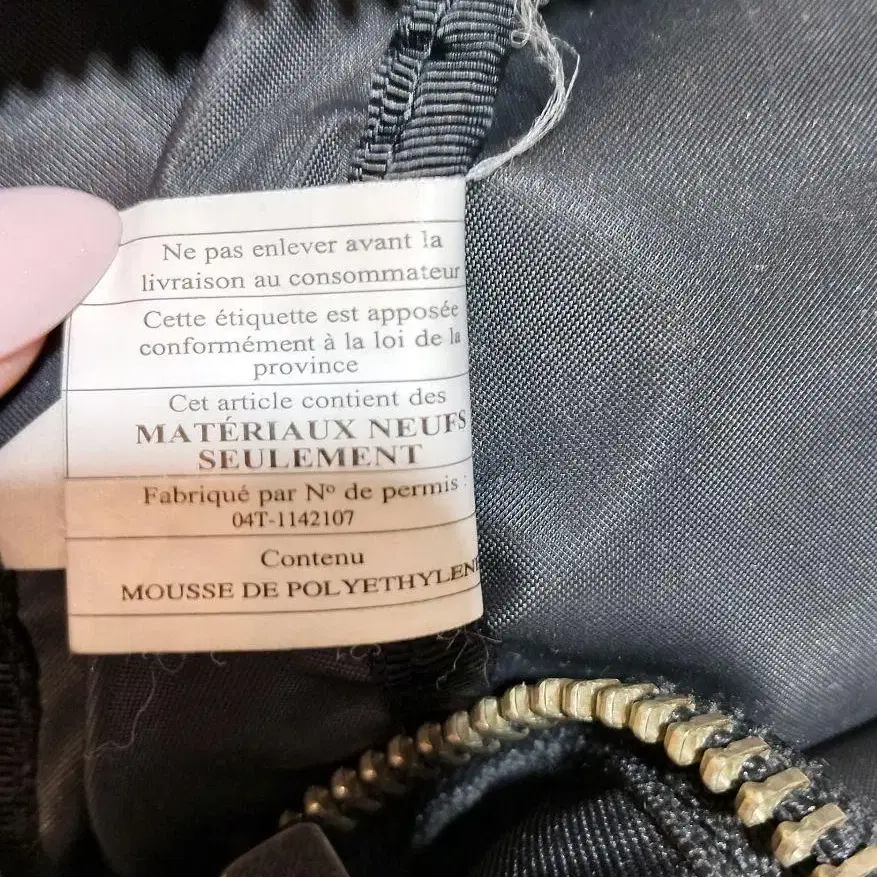 Ne pas enlever avant la
livraison au consommateur
Cette étiquette est apposée
conformément à la loi de la
province
Cet article contient des
MATÉRIAUX NEUFS
SEULEMENT
Fabriqué par Nº de permis :
04T-1142107
Contenu
MOUSSE DE POLYETHYLEN